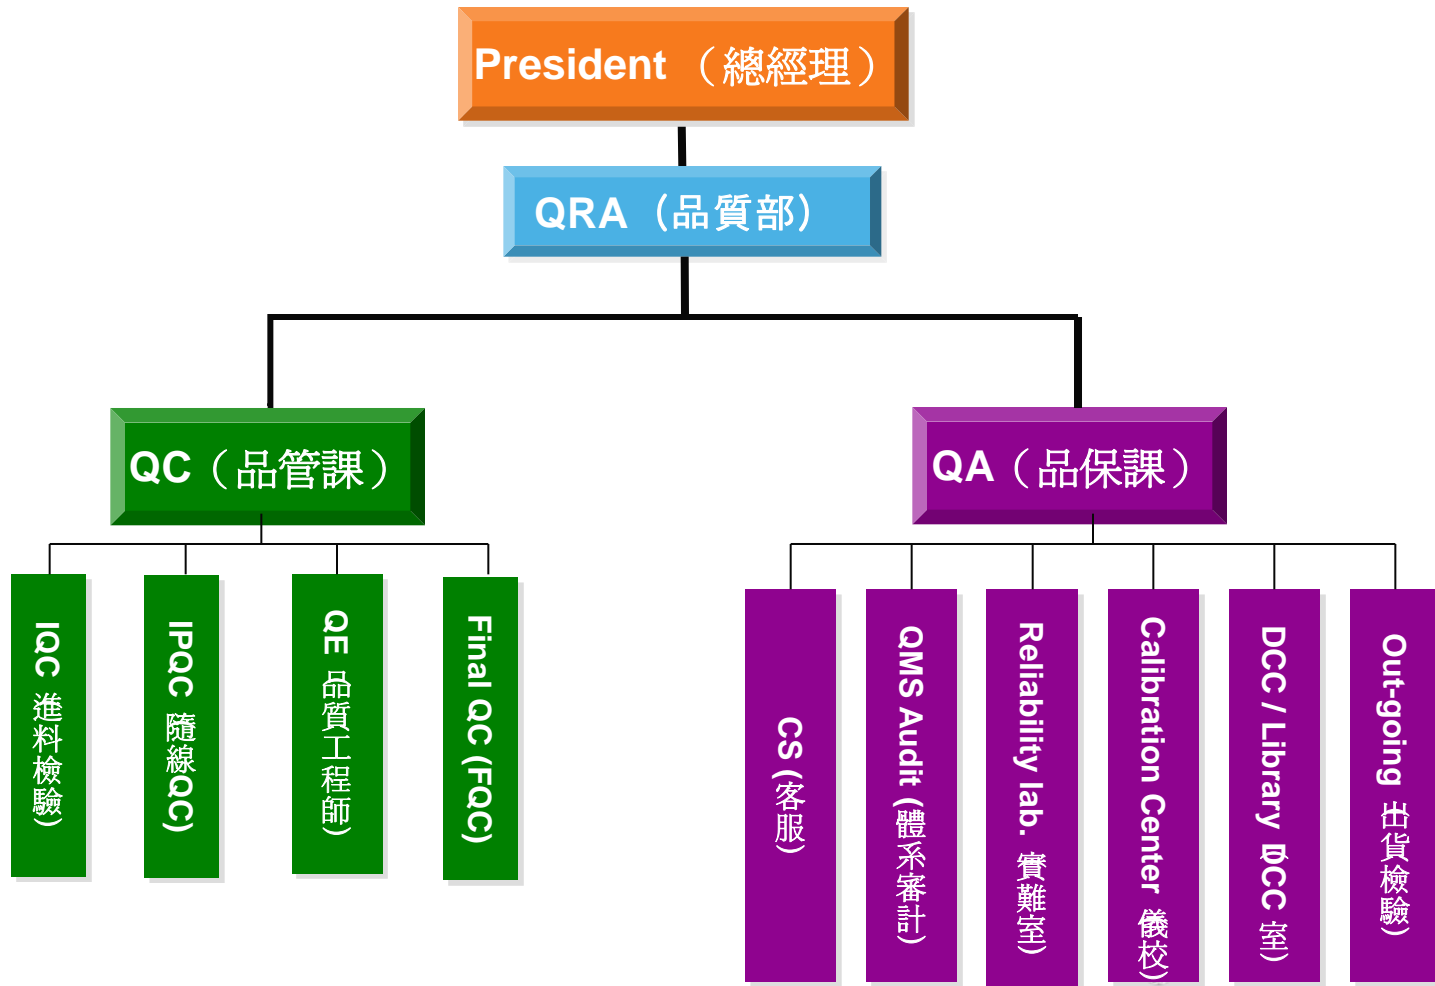 President （總經理）
QRA（品質部）
QC（品管課）
QA（品保課）
IQC 進料檢驗)
IPQC 隨線QC)
QE 品質工程師)
Final QC (FQC)
CS (客服)
QMS Audit (體系審計)
Reliability lab. 實難室)
Calibration Center 儀校)
DCC / Library DCC 室)
Out-going 出貨檢驗)